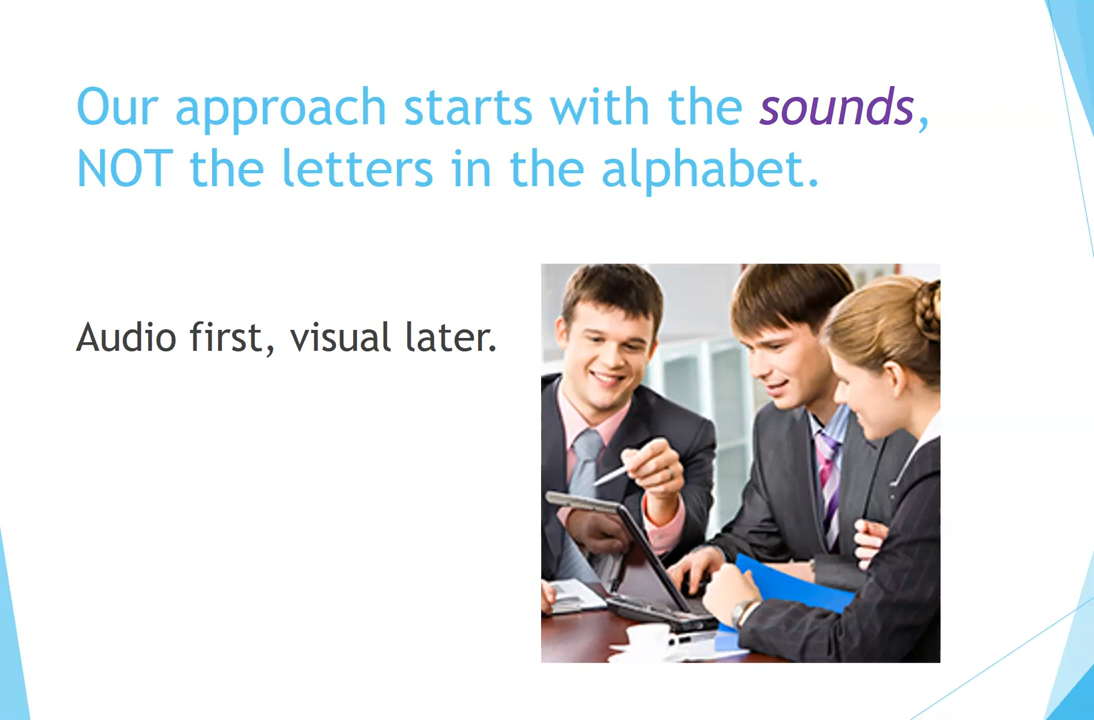 Our approach starts with the sounds,
NOT the letters in the alphabet.
Audio first, visual later.